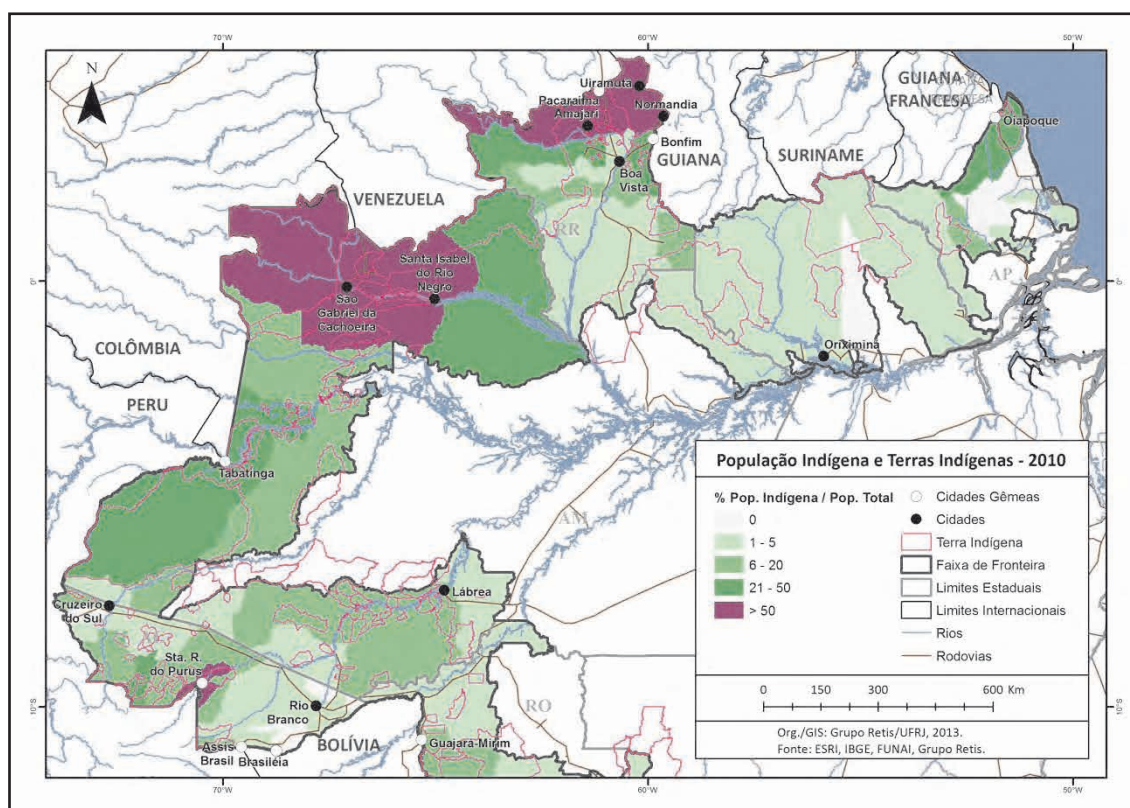 70°W
60°W
50°W
N
Uiramutã
Pacaraima
Amajari
Normandia
Bonfim
GUIANA
FRANCESA
Oiapoque
GUIANA
SURINAME
Boa
Vista
VENEZUELA
RR
Santa Isabel
do Rio
Negro
São
Gabriel da
Cachoeira
0°
0°
AP
COLÔMBIA
Oriximiná
PERU
Tabatinga
AM
Lábrea
Cruzeiro
do Sul
Sta. R.
do Purus
Rio
Branco
10°S
10°S
RO
Assis
Brasil
Brasiléia
BOLÍVIA
Guajará-Mirim
População Indígena e Terras Indígenas - 2010
% Pop. Indígena / Pop. Total
0
1 - 5
6 - 20
21 - 50
> 50
Cidades Gêmeas
Cidades
Terra Indígena
Faixa de Fronteira
Limites Estaduais
Limites Internacionais
Rios
Rodovias
0 150 300 600 Km
Org./GIS: Grupo Retis/UFRJ, 2013.
Fonte: ESRI, IBGE, FUNAI, Grupo Retis.
70°W
60°W
50°W